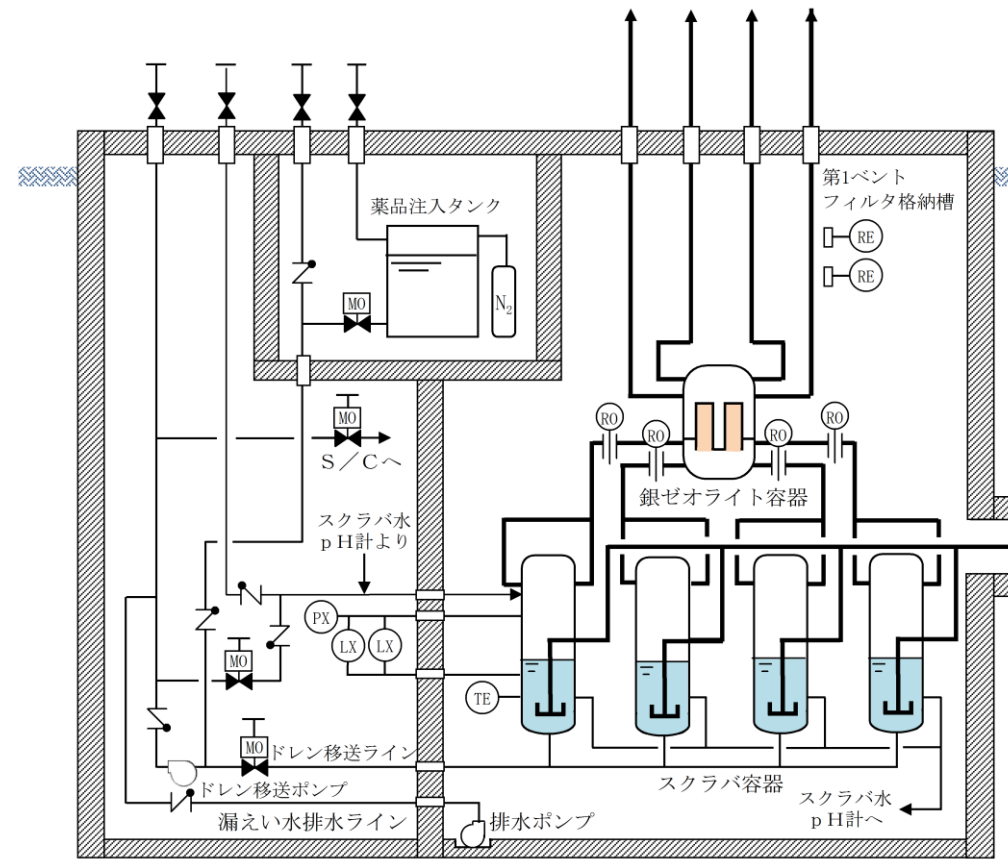 第1ベント
フィルタ格納槽
RE
RE
薬品注入タンク
N₂
MO
MO
S/Cへ
RO
RO
RO
RO
銀ゼオライト容器
スクラバ水
pH計より
PX
LX
LX
MO
TE
MO
ドレン移送ライン
ドレン移送ポンプ
スクラバ容器
スクラバ水
pH計へ
漏えい水排水ライン
排水ポンプ